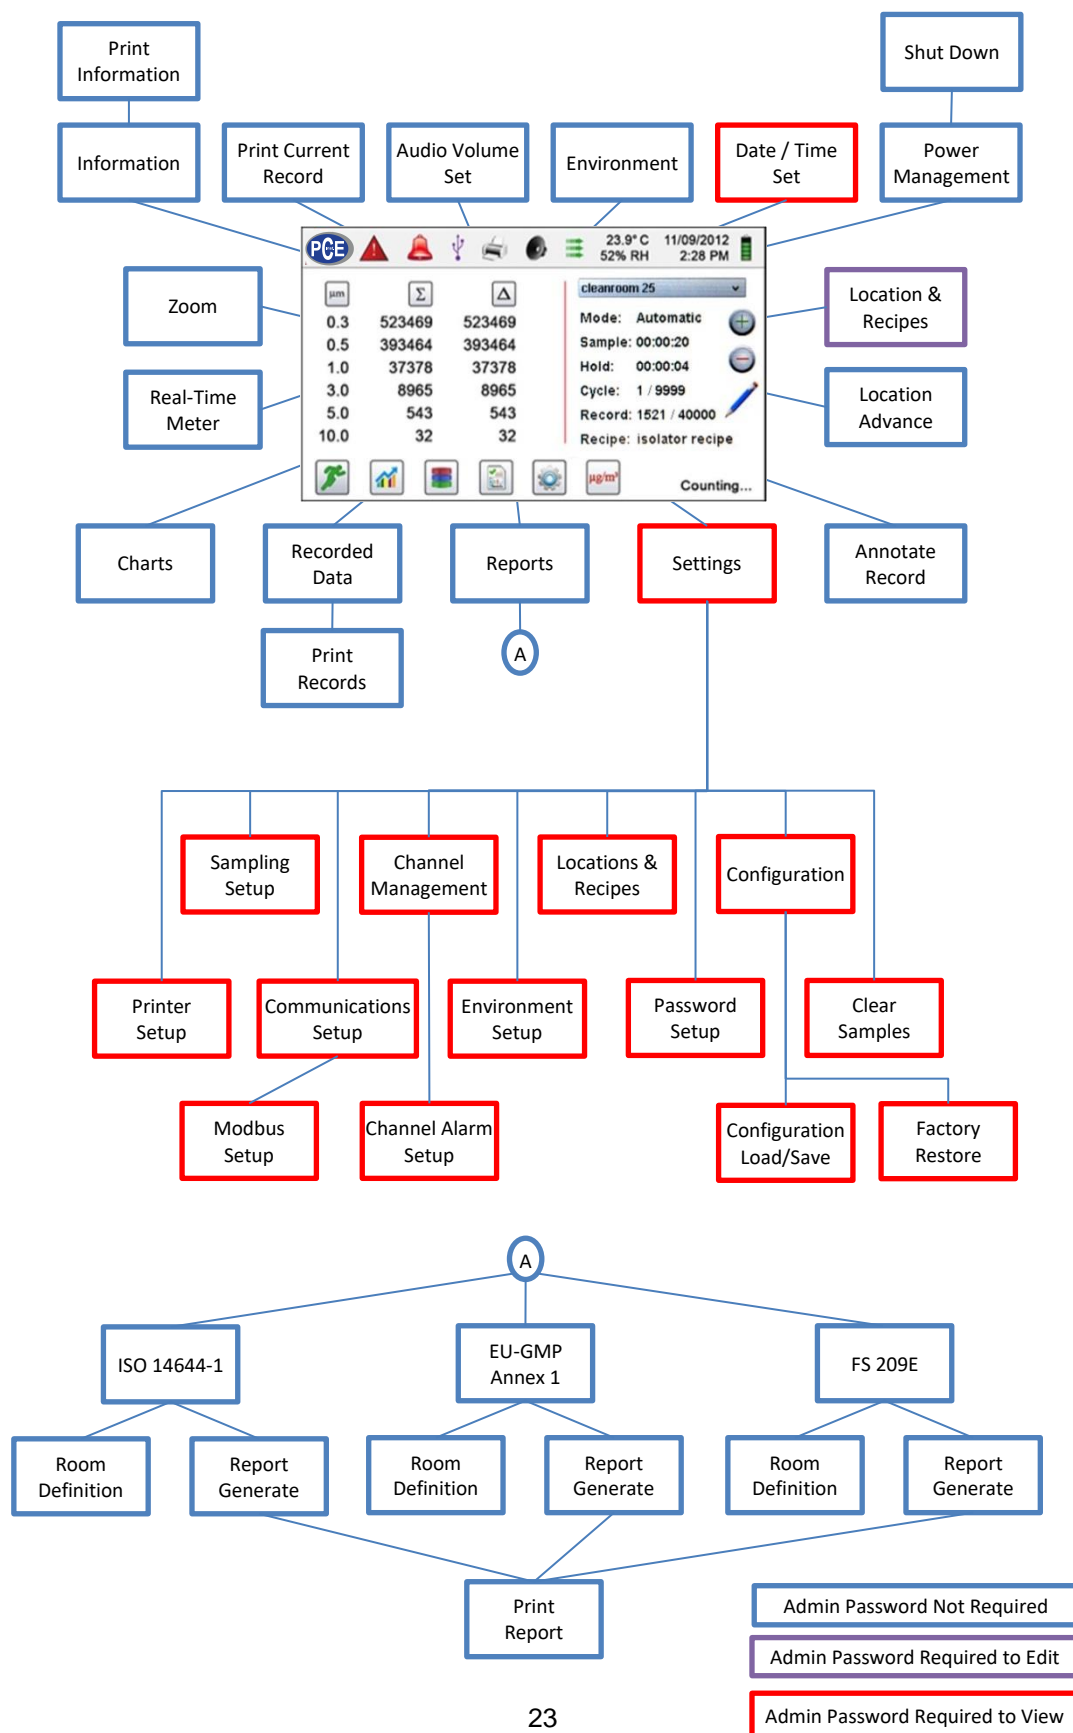 Print
Information
Shut Down
Information
Print Current
Record
Audio Volume
Set
Environment
Date / Time
Set
Power
Management
PCE
23.9° C
52% RH
11/09/2012
2:28 PM
Zoom
Real-Time
Meter
µm Σ Δ
0.3 523469 523469
0.5 393464 393464
1.0 37378 37378
3.0 8965 8965
5.0 543 543
10.0 32 32
cleanroom 25
Mode: Automatic
Sample: 00:00:20
Hold: 00:00:04
Cycle: 1 / 9999
Record: 1521 / 40000
Recipe: isolator recipe
µg/m³
Counting...
Location &
Recipes
Location
Advance
Charts
Recorded
Data
Reports
Settings
Annotate
Record
Print
Records
A
Sampling
Setup
Channel
Management
Locations &
Recipes
Configuration
Printer
Setup
Communications
Setup
Environment
Setup
Password
Setup
Clear
Samples
Modbus
Setup
Channel Alarm
Setup
Configuration
Load/Save
Factory
Restore
A
ISO 14644-1
EU-GMP
Annex 1
FS 209E
Room
Definition
Report
Generate
Room
Definition
Report
Generate
Room
Definition
Report
Generate
Print
Report
Admin Password Not Required
Admin Password Required to Edit
Admin Password Required to View
23